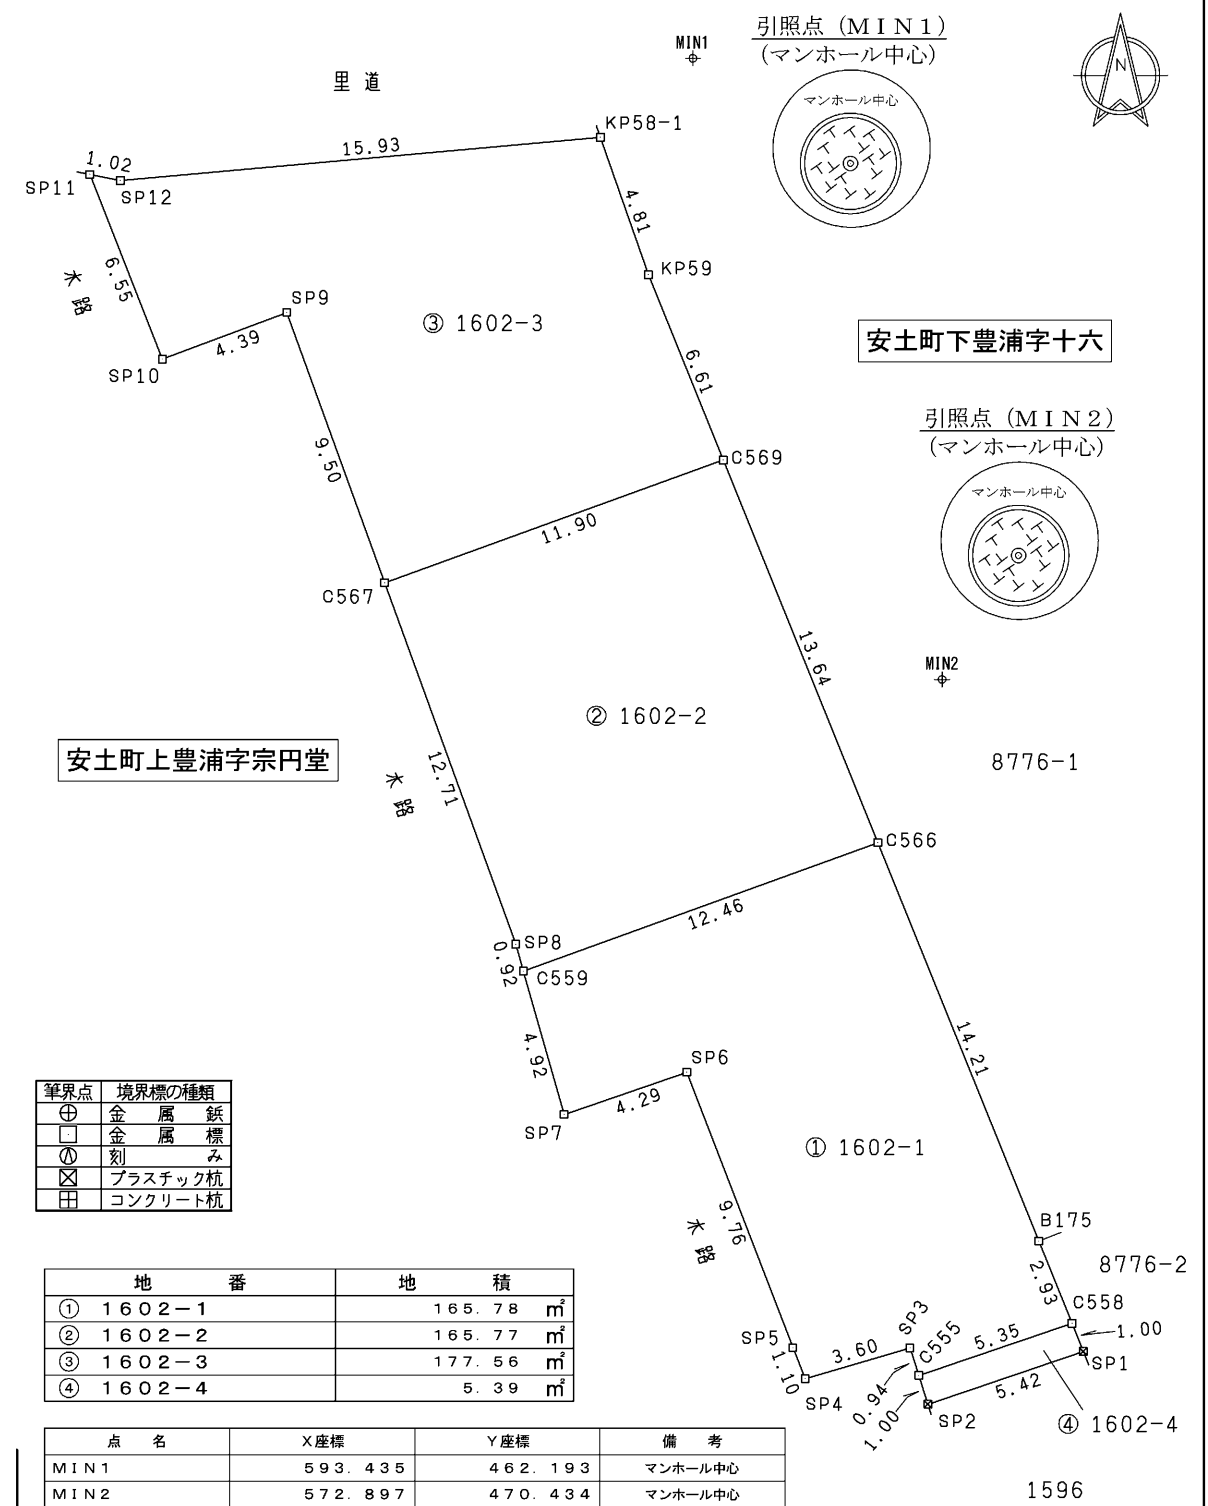 引照点（ＭＩＮ１）
(マンホール中心)
マンホール中心
MIN1
N
里 道
KP58-1
15.93
1.02
SP11
SP12
4.81
水 路
6.55
KP59
SP9
③ 1602-3
4.39
SP10
安土町下豊浦字十六
6.61
引照点（ＭＩＮ２）
(マンホール中心)
マンホール中心
9.50
C569
11.90
C567
13.64
MIN2
② 1602-2
安土町上豊浦字宗円堂
水 路
12.71
8776-1
C566
12.46
SP8
0.92
C559
14.21
4.92
SP6
4.29
SP7
① 1602-1
筆界点 境界標の種類
金 属 鋲
金 属 標
刻 み
プラスチック杭
コンクリート杭
水 路
9.76
B175
8776-2
2.93
C558
1.00
SP1
SP3
C555
5.35
SP5
3.60
1.10
SP4
0.94
1.00
SP2
5.42
④ 1602-4
1596
地 番 地 積
① １６０２－１ １６５．７８ ㎡
② １６０２－２ １６５．７７ ㎡
③ １６０２－３ １７７．５６ ㎡
④ １６０２－４ ５．３９ ㎡
点 名 Ｘ座標 Ｙ座標 備 考
ＭＩＮ１ ５９３．４３５ ４６２．１９３ マンホール中心
ＭＩＮ２ ５７２．８９７ ４７０．４３４ マンホール中心